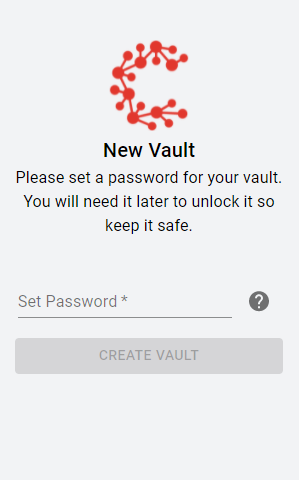 New Vault
Please set a password for your vault.
You will need it later to unlock it so
keep it safe.
Set Password *
?
CREATE VAULT